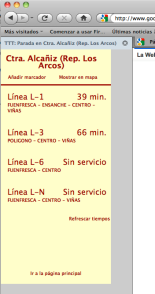 http://www.goo
Más visitados
Comenzar a usar Fir...
Últimas noticias
TTT: Parada en Ctra. Alcañiz (Rep. Los Arcos)
Ctra. Alcañiz (Rep. Los
Arcos)
Añadir marcador Mostrar en mapa
La We
Línea L-1 39 min.
FUENFRESCA - ENSANCHE - CENTRO -
VIÑAS
Línea L-3 66 min.
POLIGONO - CENTRO - VIÑAS
Línea L-6 Sin servicio
FUENFRESCA - CENTRO
Línea L-N Sin servicio
FUENFRESCA - CENTRO - VIÑAS
Refrescar tiempos
Ir a la página principal